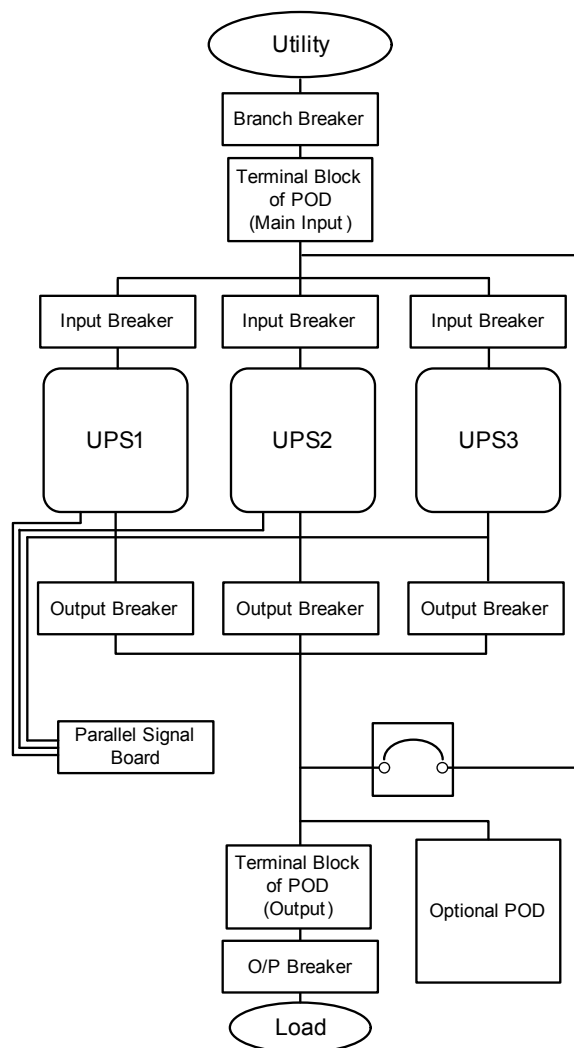 Utility
Branch Breaker
Terminal Block
of POD
(Main Input)
Input Breaker
Input Breaker
Input Breaker
UPS1
UPS2
UPS3
Output Breaker
Output Breaker
Output Breaker
Parallel Signal
Board
Terminal Block
of POD
(Output)
Optional POD
O/P Breaker
Load